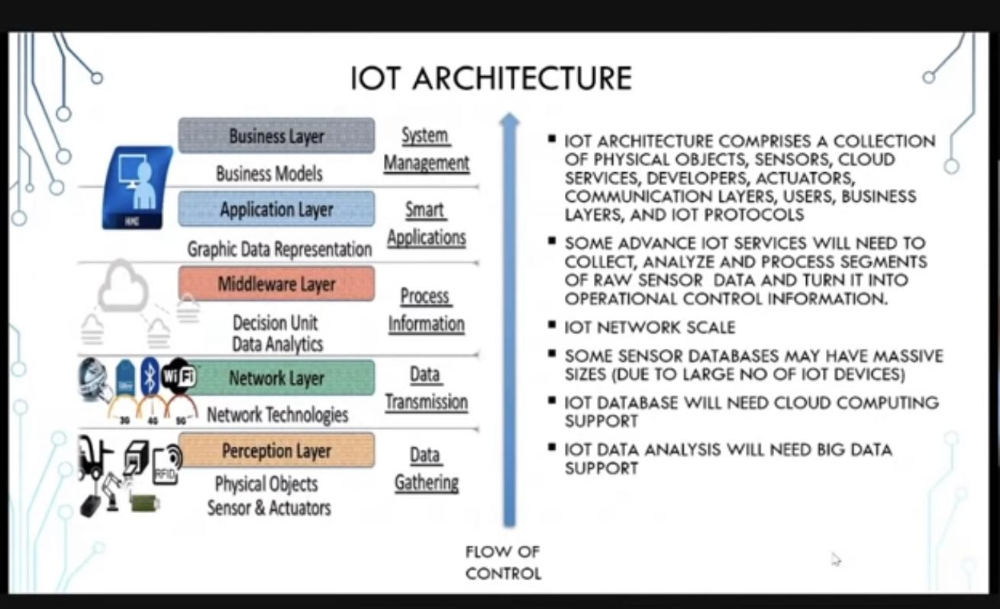 IOT ARCHITECTURE
Business Layer
Business Models
System
Management
Application Layer
Graphic Data Representation
Smart
Applications
Middleware Layer
Decision Unit
Data Analytics
Process
Information
WiFi
3G 4G 5G
Network Layer
Network Technologies
Data
Transmission
RFID
Perception Layer
Physical Objects
Sensor & Actuators
Data
Gathering
FLOW OF
CONTROL
▪ IOT ARCHITECTURE COMPRISES A COLLECTION
OF PHYSICAL OBJECTS, SENSORS, CLOUD
SERVICES, DEVELOPERS, ACTUATORS,
COMMUNICATION LAYERS, USERS, BUSINESS
LAYERS, AND IOT PROTOCOLS
▪ SOME ADVANCE IOT SERVICES WILL NEED TO
COLLECT, ANALYZE AND PROCESS SEGMENTS
OF RAW SENSOR DATA AND TURN IT INTO
OPERATIONAL CONTROL INFORMATION.
▪ IOT NETWORK SCALE
▪ SOME SENSOR DATABASES MAY HAVE MASSIVE
SIZES (DUE TO LARGE NO OF IOT DEVICES)
▪ IOT DATABASE WILL NEED CLOUD COMPUTING
SUPPORT
▪ IOT DATA ANALYSIS WILL NEED BIG DATA
SUPPORT